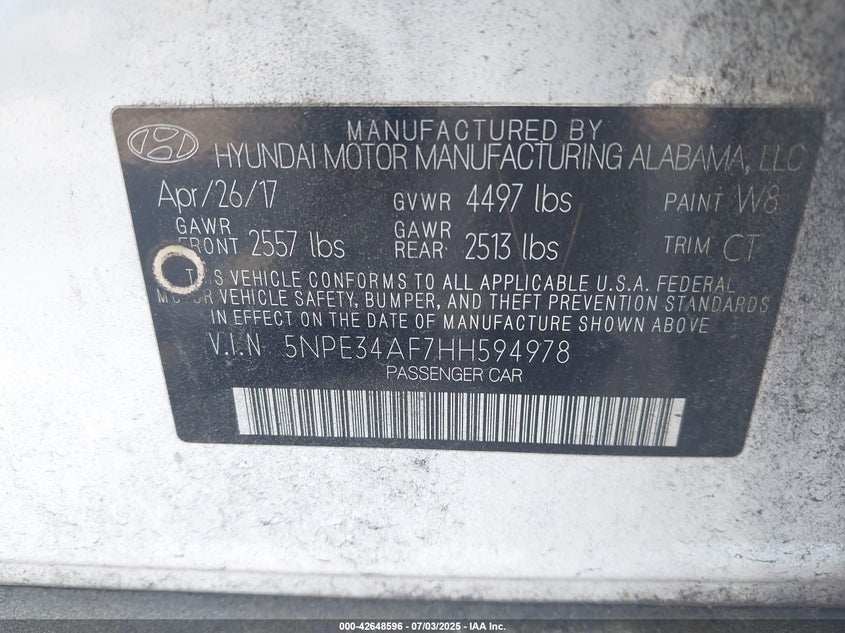 MANUFACTURED BY
HYUNDAI MOTOR MANUFACTURING ALABAMA, LLC
Apr/26/17 GVWR 4497 lbs PAINT W8
GAWR FRONT 2557 lbs GAWR REAR 2513 lbs TRIM CT
THIS VEHICLE CONFORMS TO ALL APPLICABLE U.S.A. FEDERAL
MOTOR VEHICLE SAFETY, BUMPER, AND THEFT PREVENTION STANDARDS
IN EFFECT ON THE DATE OF MANUFACTURE SHOWN ABOVE
V.I.N 5NPE34AF7HH594978
PASSENGER CAR
000-42648596 - 07/03/2025 - IAA Inc.